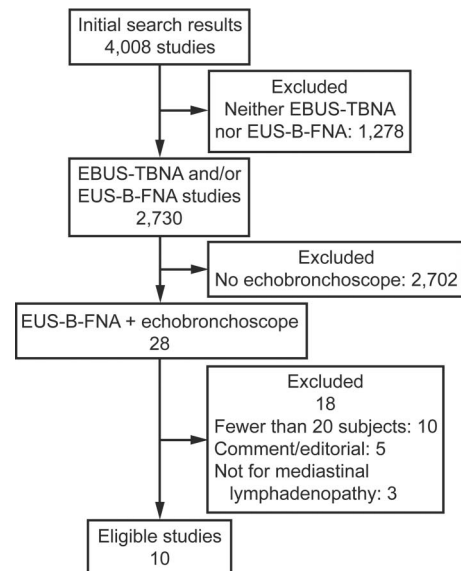 Initial search results
4,008 studies
Excluded
Neither EBUS-TBNA
nor EUS-B-FNA: 1,278
EBUS-TBNA and/or
EUS-B-FNA studies
2,730
Excluded
No echobronchoscope: 2,702
EUS-B-FNA + echobronchoscope
28
Excluded
18
Fewer than 20 subjects: 10
Comment/editorial: 5
Not for mediastinal
lymphadenopathy: 3
Eligible studies
10